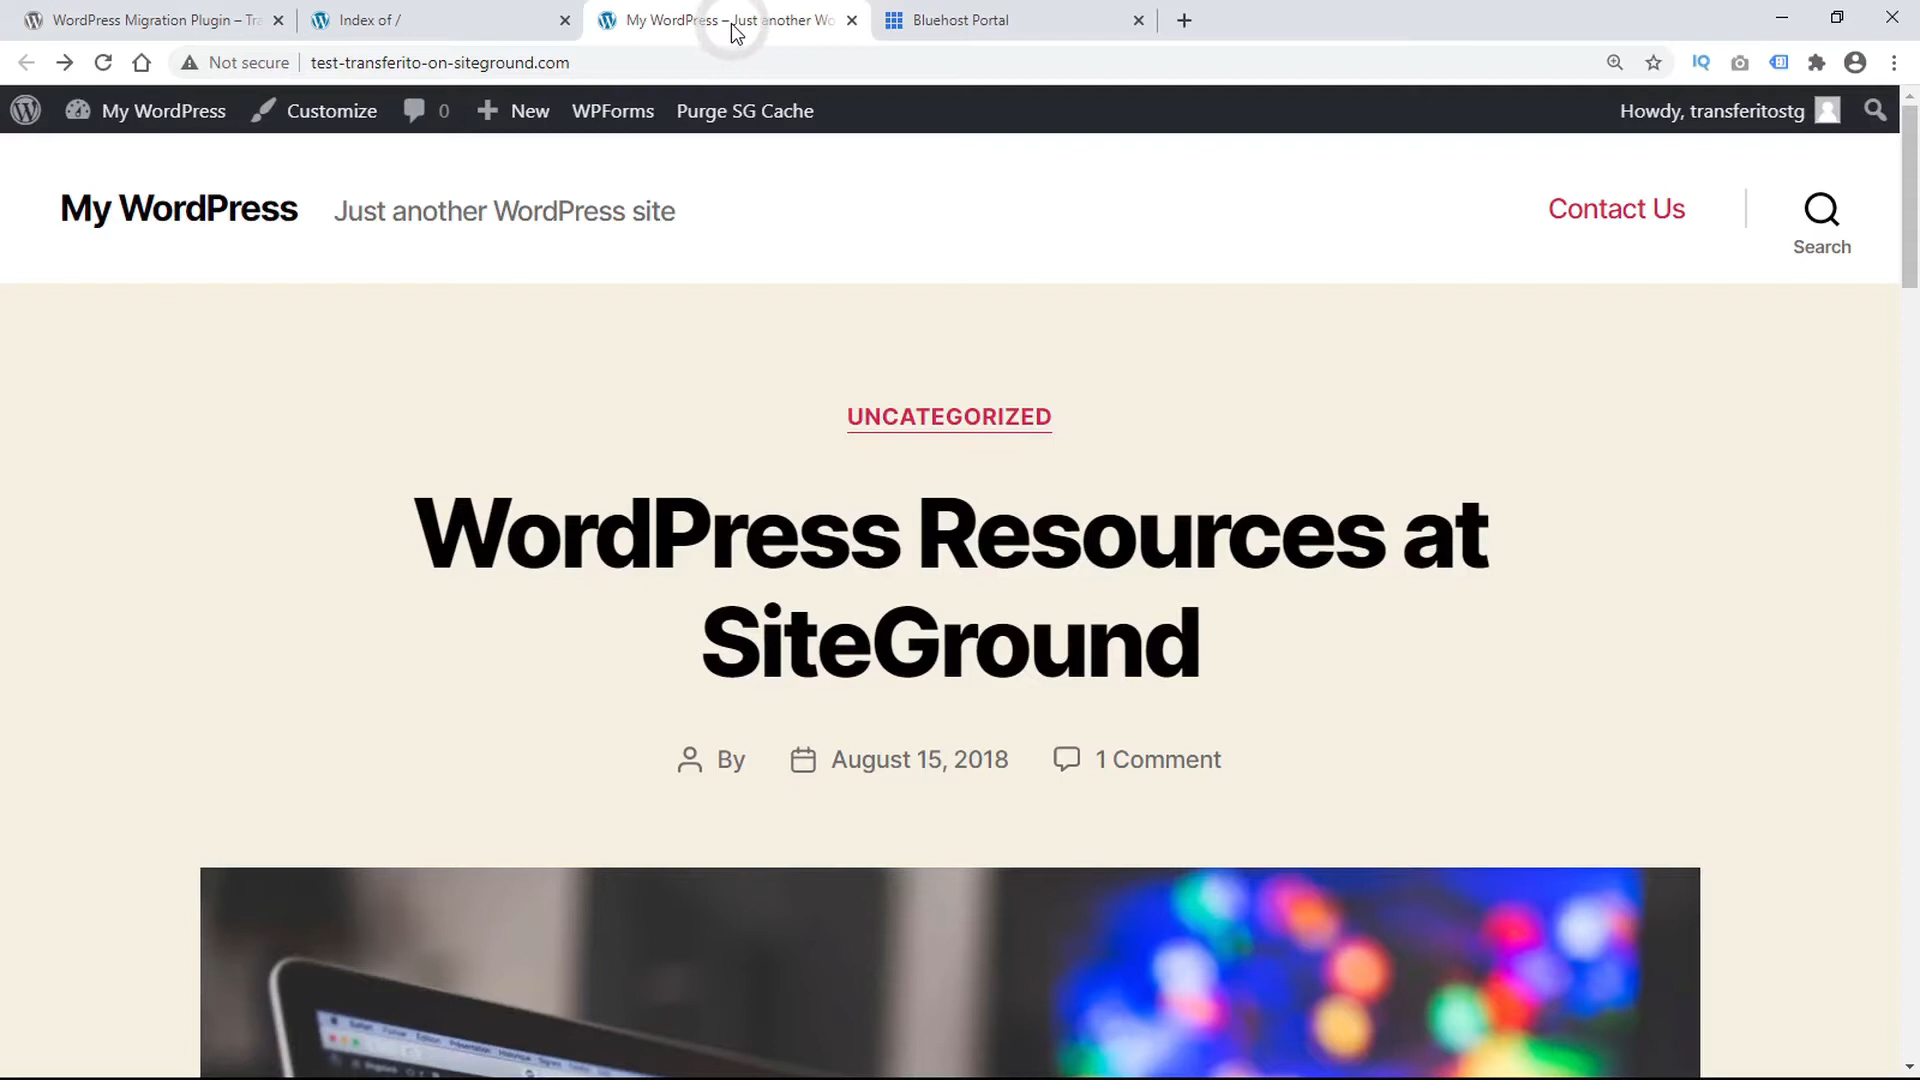 WordPress Migration Plugin – Tra
Index of /
My WordPress – Just another Wo
Bluehost Portal
Not secure
test-transferito-on-siteground.com
IQ
My WordPress
Customize
0
New
WPForms
Purge SG Cache
Howdy, transferitostg
My WordPress
Just another WordPress site
Contact Us
Search
UNCATEGORIZED
WordPress Resources at
SiteGround
By
August 15, 2018
1 Comment